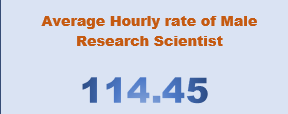 Average Hourly rate of Male
Research Scientist
114.45